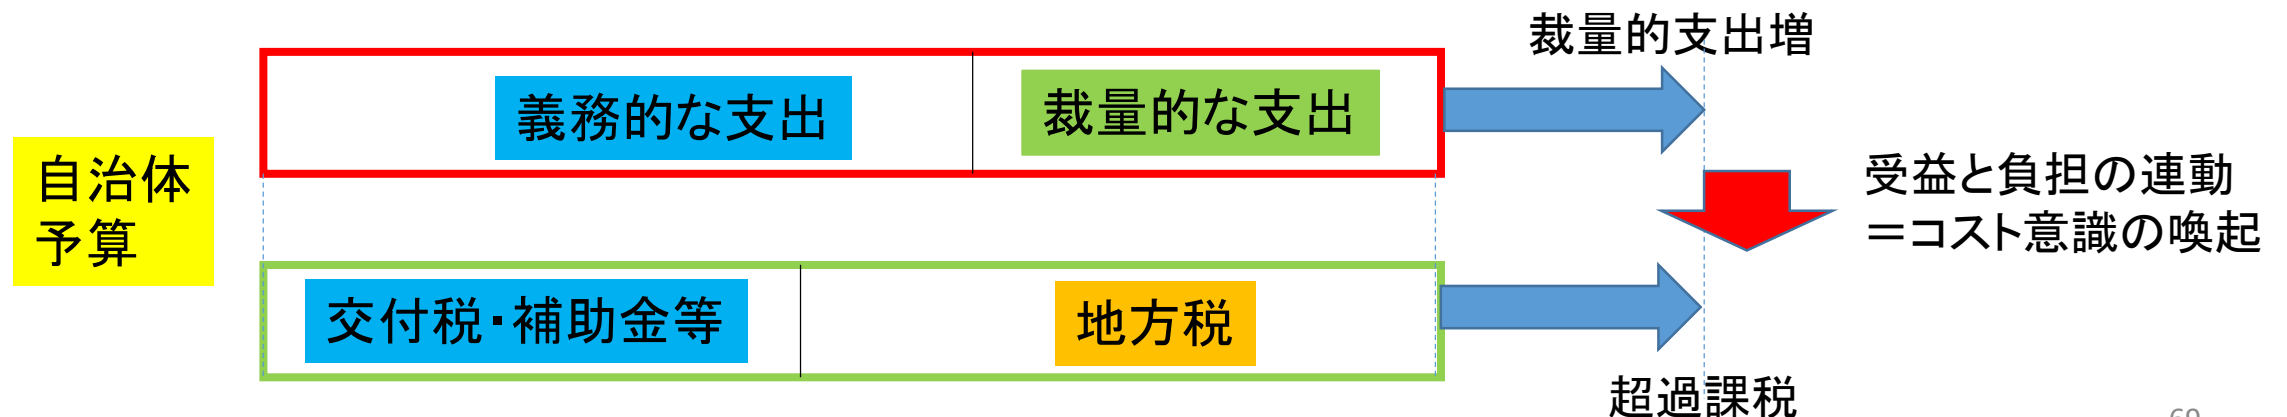 裁量的支出増
義務的な支出
裁量的な支出
自治体
予算
受益と負担の連動
＝コスト意識の喚起
交付税・補助金等
地方税
超過課税